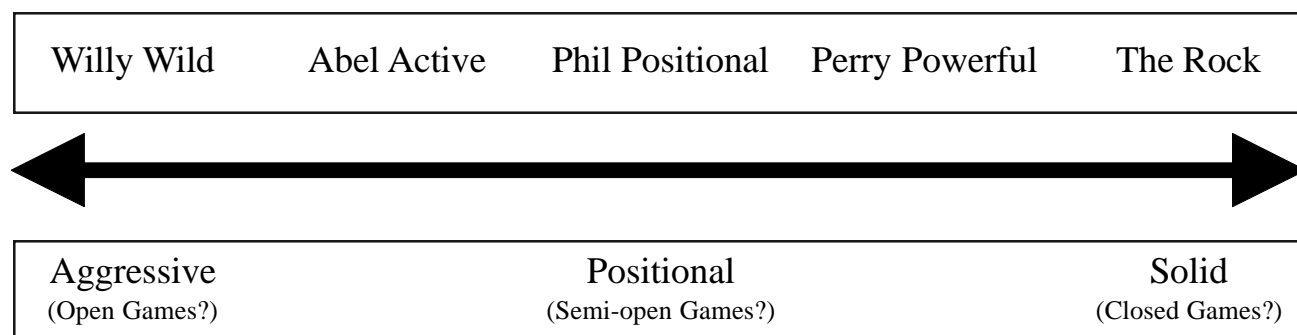 Willy Wild Abel Active Phil Positional Perry Powerful The Rock
Aggressive Positional Solid
(Open Games?) (Semi-open Games?) (Closed Games?)